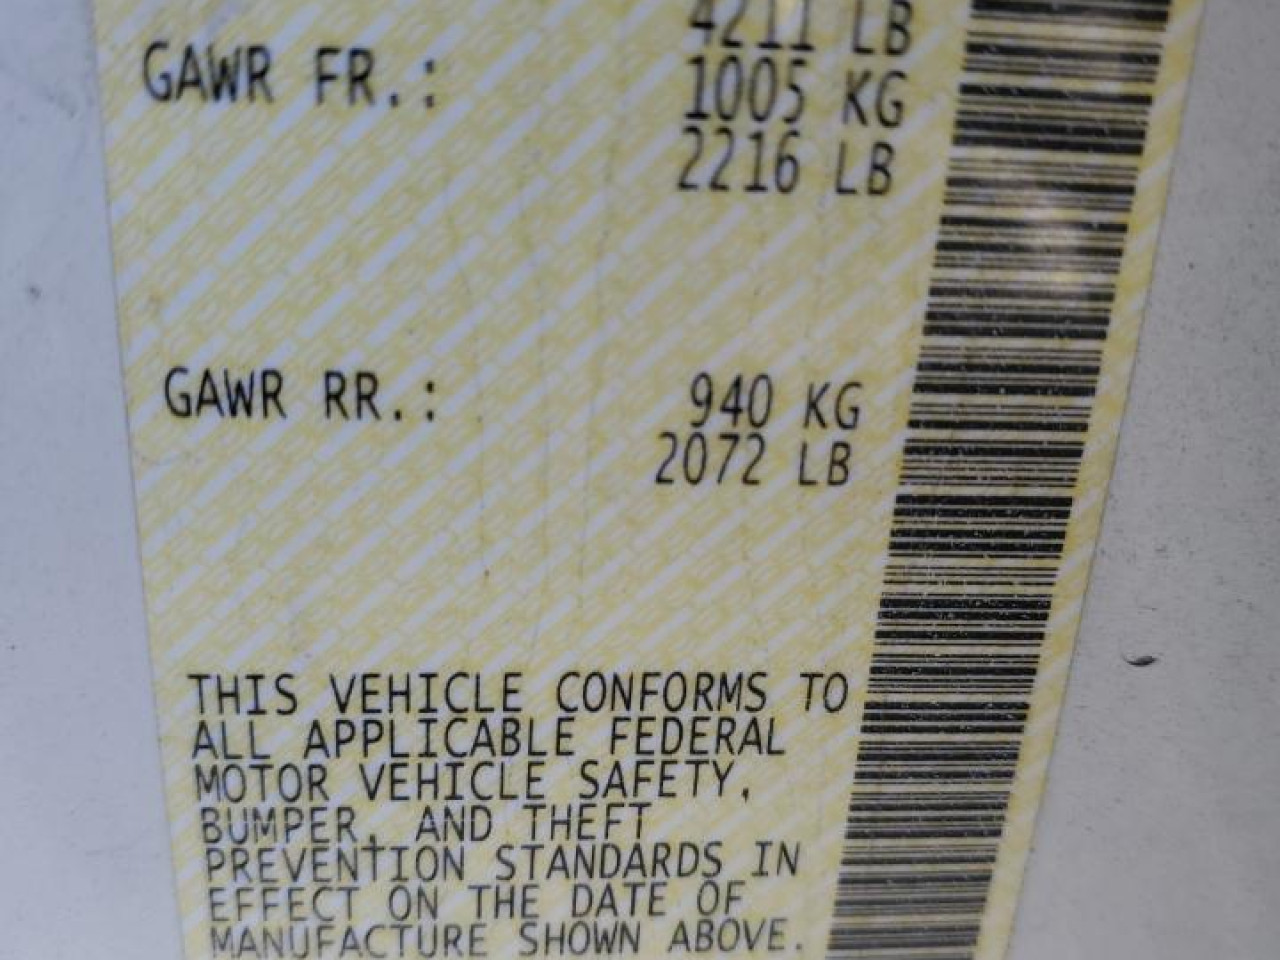 4211 LB
GAWR FR.: 1005 KG
2216 LB
GAWR RR.: 940 KG
2072 LB
THIS VEHICLE CONFORMS TO
ALL APPLICABLE FEDERAL
MOTOR VEHICLE SAFETY,
BUMPER, AND THEFT
PREVENTION STANDARDS IN
EFFECT ON THE DATE OF
MANUFACTURE SHOWN ABOVE.